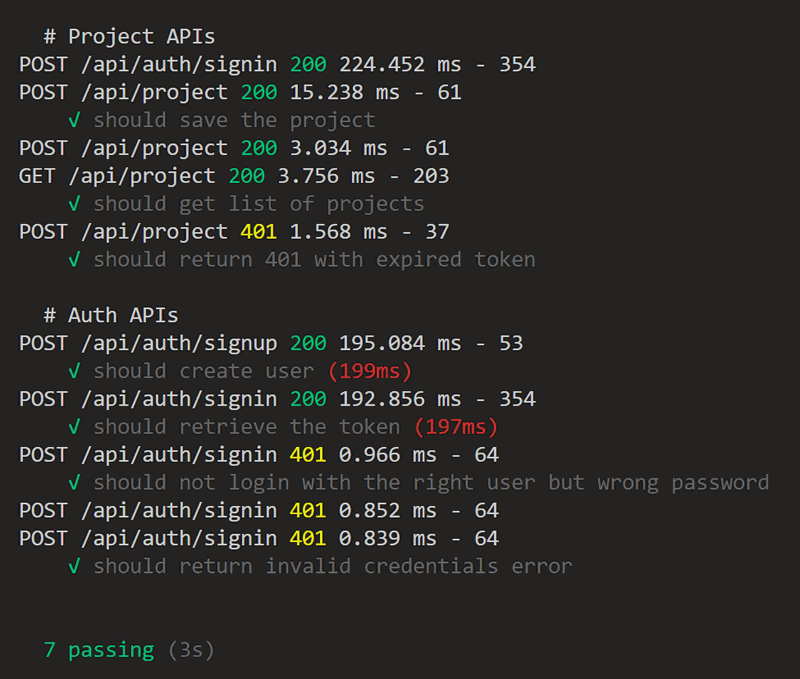 # Project APIs
POST /api/auth/signin 200 224.452 ms - 354
POST /api/project 200 15.238 ms - 61
√ should save the project
POST /api/project 200 3.034 ms - 61
GET /api/project 200 3.756 ms - 203
√ should get list of projects
POST /api/project 401 1.568 ms - 37
√ should return 401 with expired token
# Auth APIs
POST /api/auth/signup 200 195.084 ms - 53
√ should create user (199ms)
POST /api/auth/signin 200 192.856 ms - 354
√ should retrieve the token (197ms)
POST /api/auth/signin 401 0.966 ms - 64
√ should not login with the right user but wrong password
POST /api/auth/signin 401 0.852 ms - 64
POST /api/auth/signin 401 0.839 ms - 64
√ should return invalid credentials error
7 passing (3s)